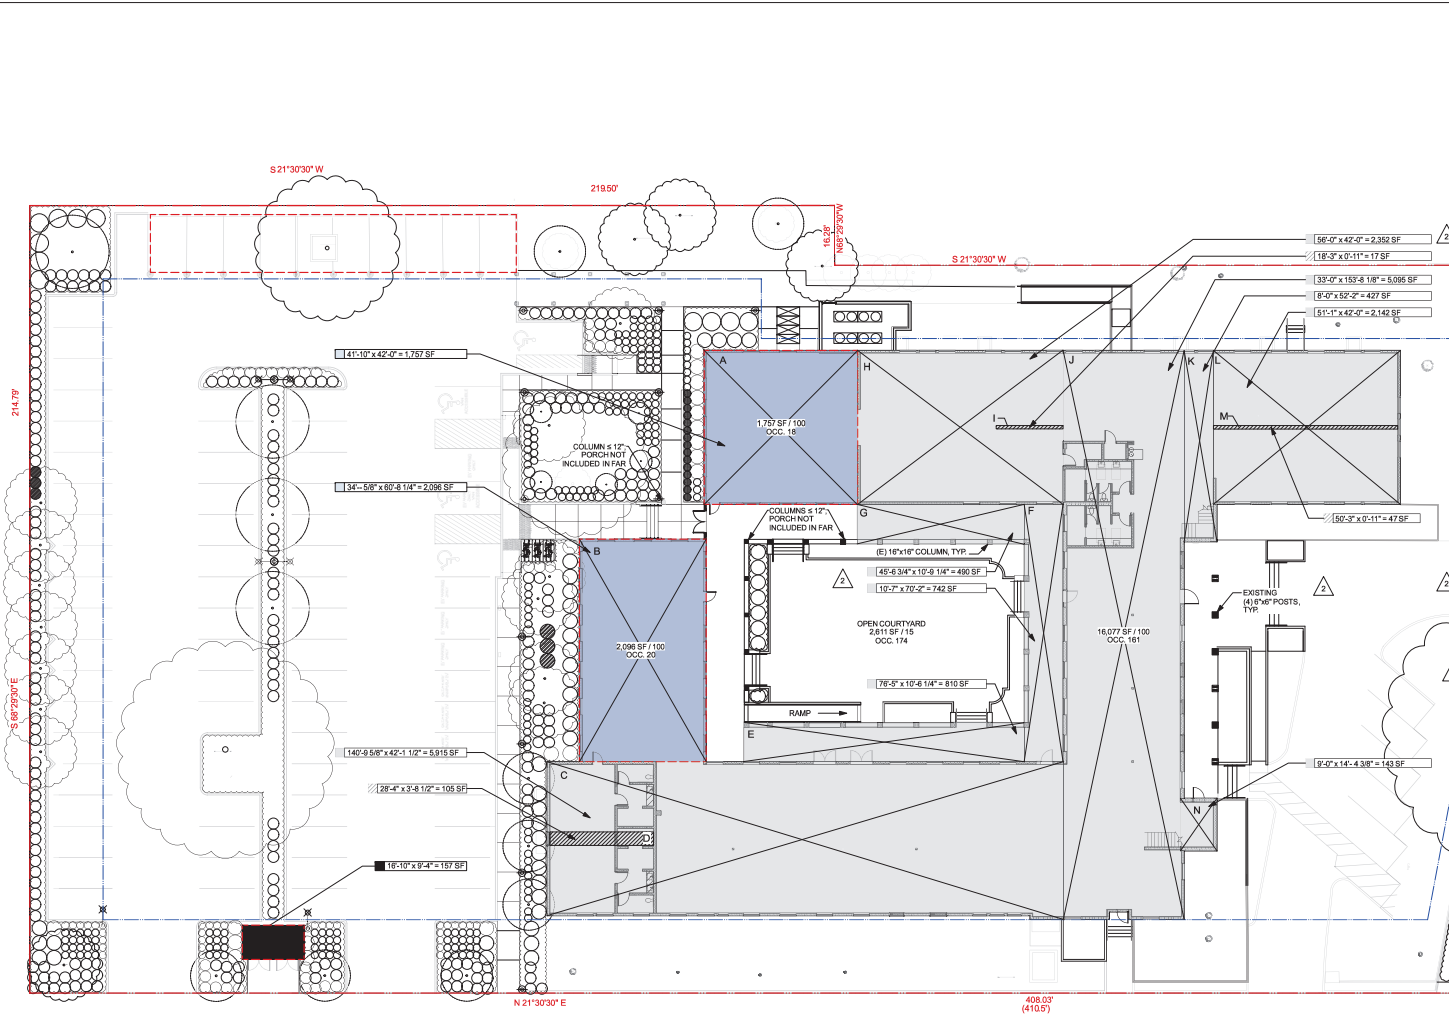 S 21°30'30" W
219.50'
16.28'
N68°29'30"W
S 21°30'30" W
56'-0" x 42'-0" = 2,352 SF
2
18'-3" x 0'-11" = 17 SF
33'-0" x 153'-8 1/8" = 5,095 SF
8'-0" x 52'-2" = 427 SF
51'-1" x 42'-0" = 2,142 SF
41'-10" x 42'-0" = 1,757 SF
A
H
J
K
L
214.79'
I
M
1,757 SF / 100
OCC. 18
COLUMN ≤ 12"
PORCH NOT
INCLUDED IN FAR
34'-- 5/8" x 60'-8 1/4" = 2,096 SF
COLUMNS ≤ 12",
PORCH NOT
INCLUDED IN FAR
G
F
50'-3" x 0'-11" = 47 SF
B
(E) 16"x16" COLUMN, TYP.
45'-6 3/4" x 10'-9 1/4" = 490 SF
2
10'-7" x 70'-2" = 742 SF
2
2
EXISTING
(4) 6"x6" POSTS,
TYP.
OPEN COURTYARD
2,611 SF / 15
OCC. 174
16,077 SF / 100
OCC. 161
2,096 SF / 100
OCC. 20
S 68°29'30" E
76'-5" x 10'-6 1/4" = 810 SF
RAMP
E
140'-9 5/8" x 42'-1 1/2" = 5,915 SF
9'-0" x 14'- 4 3/8" = 143 SF
C
28'-4" x 3'-8 1/2" = 105 SF
N
D
16'-10" x 9'-4" = 157 SF
N 21°30'30" E
408.03'
(410.5')